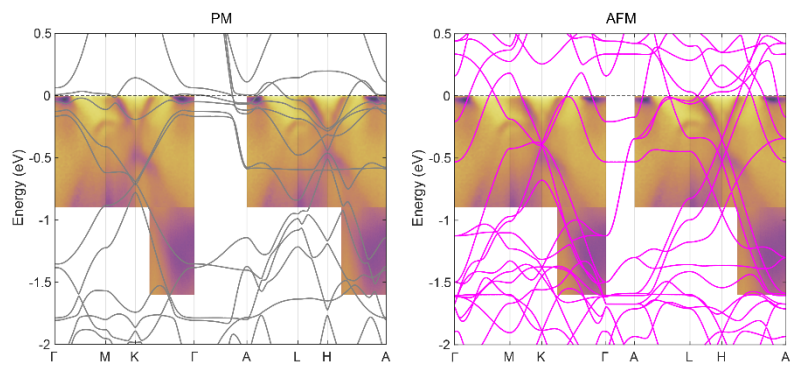 PM
AFM
0.5
0
-0.5
-1
-1.5
-2
Energy (eV)
Γ M K Γ A L H A
0.5
0
-0.5
-1
-1.5
-2
Energy (eV)
Γ M K Γ A L H A